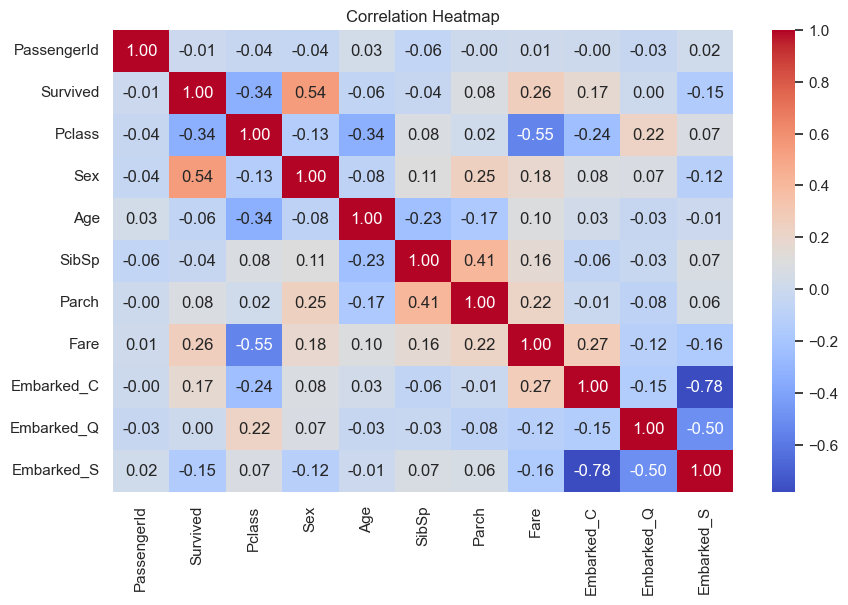 Correlation Heatmap
PassengerId 1.00 -0.01 -0.04 -0.04 0.03 -0.06 -0.00 0.01 -0.00 -0.03 0.02
Survived -0.01 1.00 -0.34 0.54 -0.06 -0.04 0.08 0.26 0.17 0.00 -0.15
Pclass -0.04 -0.34 1.00 -0.13 -0.34 0.08 0.02 -0.55 -0.24 0.22 0.07
Sex -0.04 0.54 -0.13 1.00 -0.08 0.11 0.25 0.18 0.08 0.07 -0.12
Age 0.03 -0.06 -0.34 -0.08 1.00 -0.23 -0.17 0.10 0.03 -0.03 -0.01
SibSp -0.06 -0.04 0.08 0.11 -0.23 1.00 0.41 0.16 -0.06 -0.03 0.07
Parch -0.00 0.08 0.02 0.25 -0.17 0.41 1.00 0.22 -0.01 -0.08 0.06
Fare 0.01 0.26 -0.55 0.18 0.10 0.16 0.22 1.00 0.27 -0.12 -0.16
Embarked_C -0.00 0.17 -0.24 0.08 0.03 -0.06 -0.01 0.27 1.00 -0.15 -0.78
Embarked_Q -0.03 0.00 0.22 0.07 -0.03 -0.03 -0.08 -0.12 -0.15 1.00 -0.50
Embarked_S 0.02 -0.15 0.07 -0.12 -0.01 0.07 0.06 -0.16 -0.78 -0.50 1.00
PassengerId Survived Pclass Sex Age SibSp Parch Fare Embarked_C Embarked_Q Embarked_S
1.0
0.8
0.6
0.4
0.2
0.0
−0.2
−0.4
−0.6